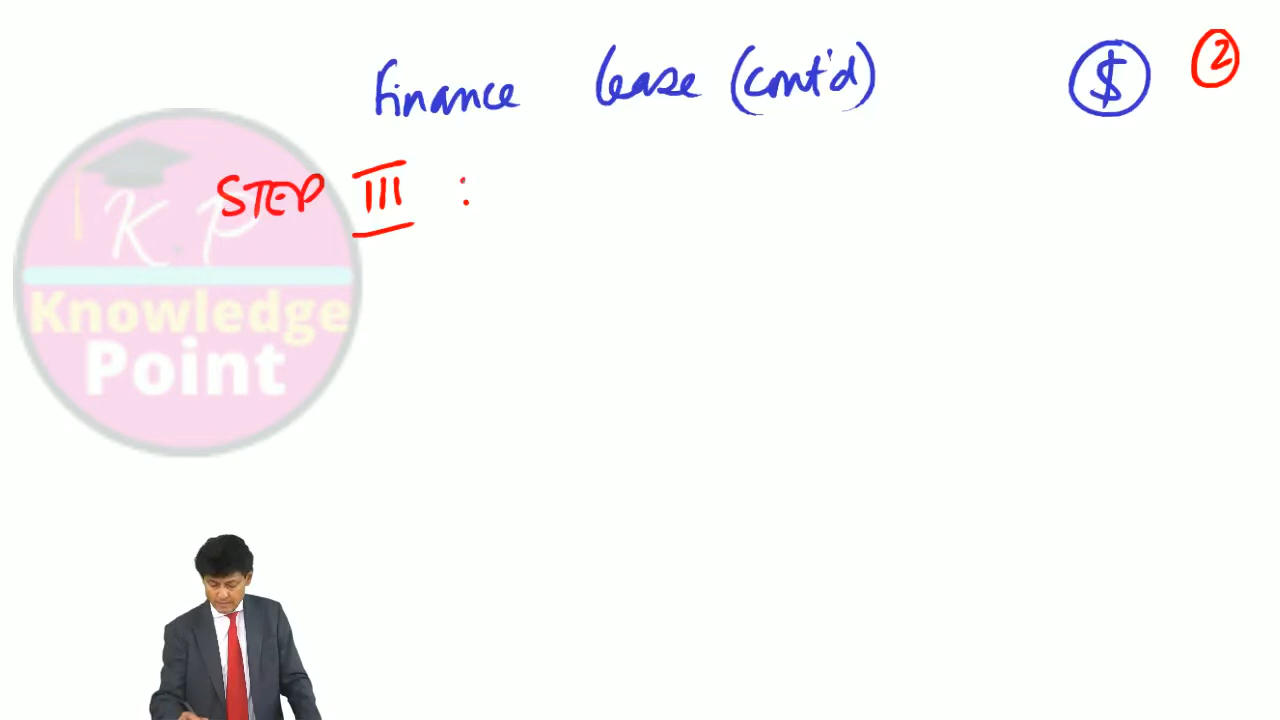 Finance lease (cont'd) $ 2
STEP III :
K.P
Knowledge
Point